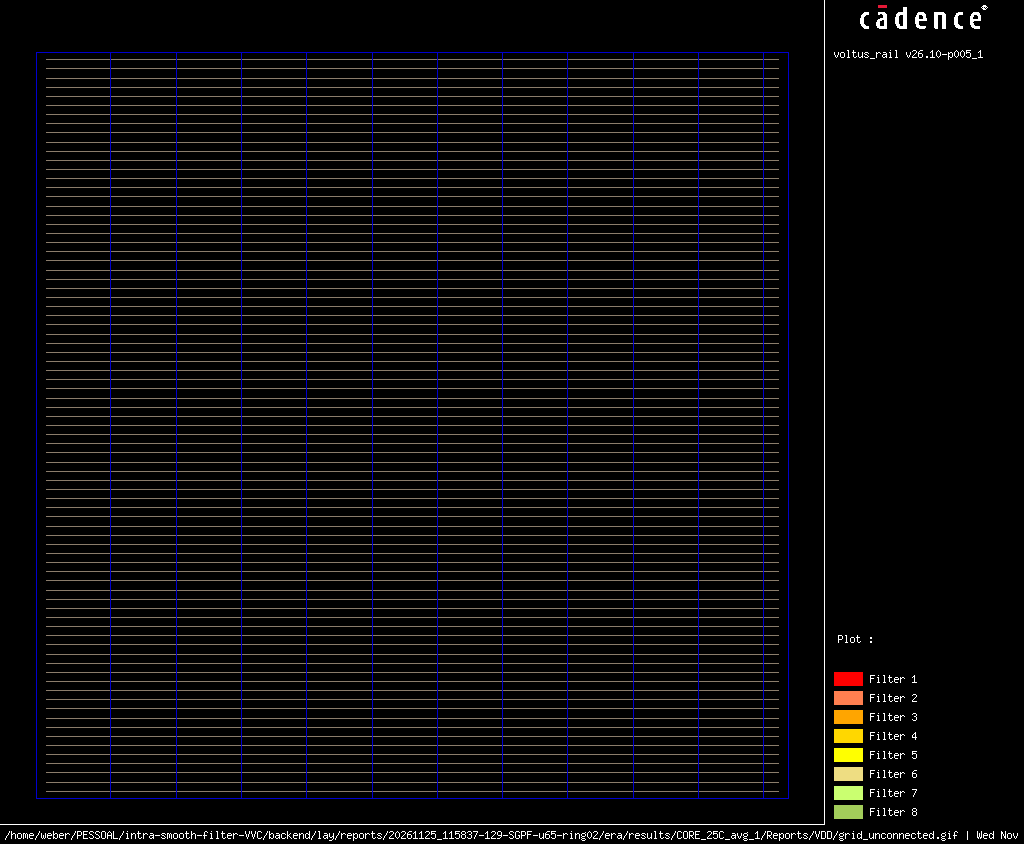 cādence®
voltus_rail v26.10-p005_1
Plot :
Filter 1
Filter 2
Filter 3
Filter 4
Filter 5
Filter 6
Filter 7
Filter 8
/home/weber/PESSOAL/intra-smooth-filter-VVC/backend/lay/reports/20261125_115837-129-SGPF-u65-ring02/era/results/CORE_25C_avg_1/Reports/VDD/grid_unconnected.gif | Wed Nov